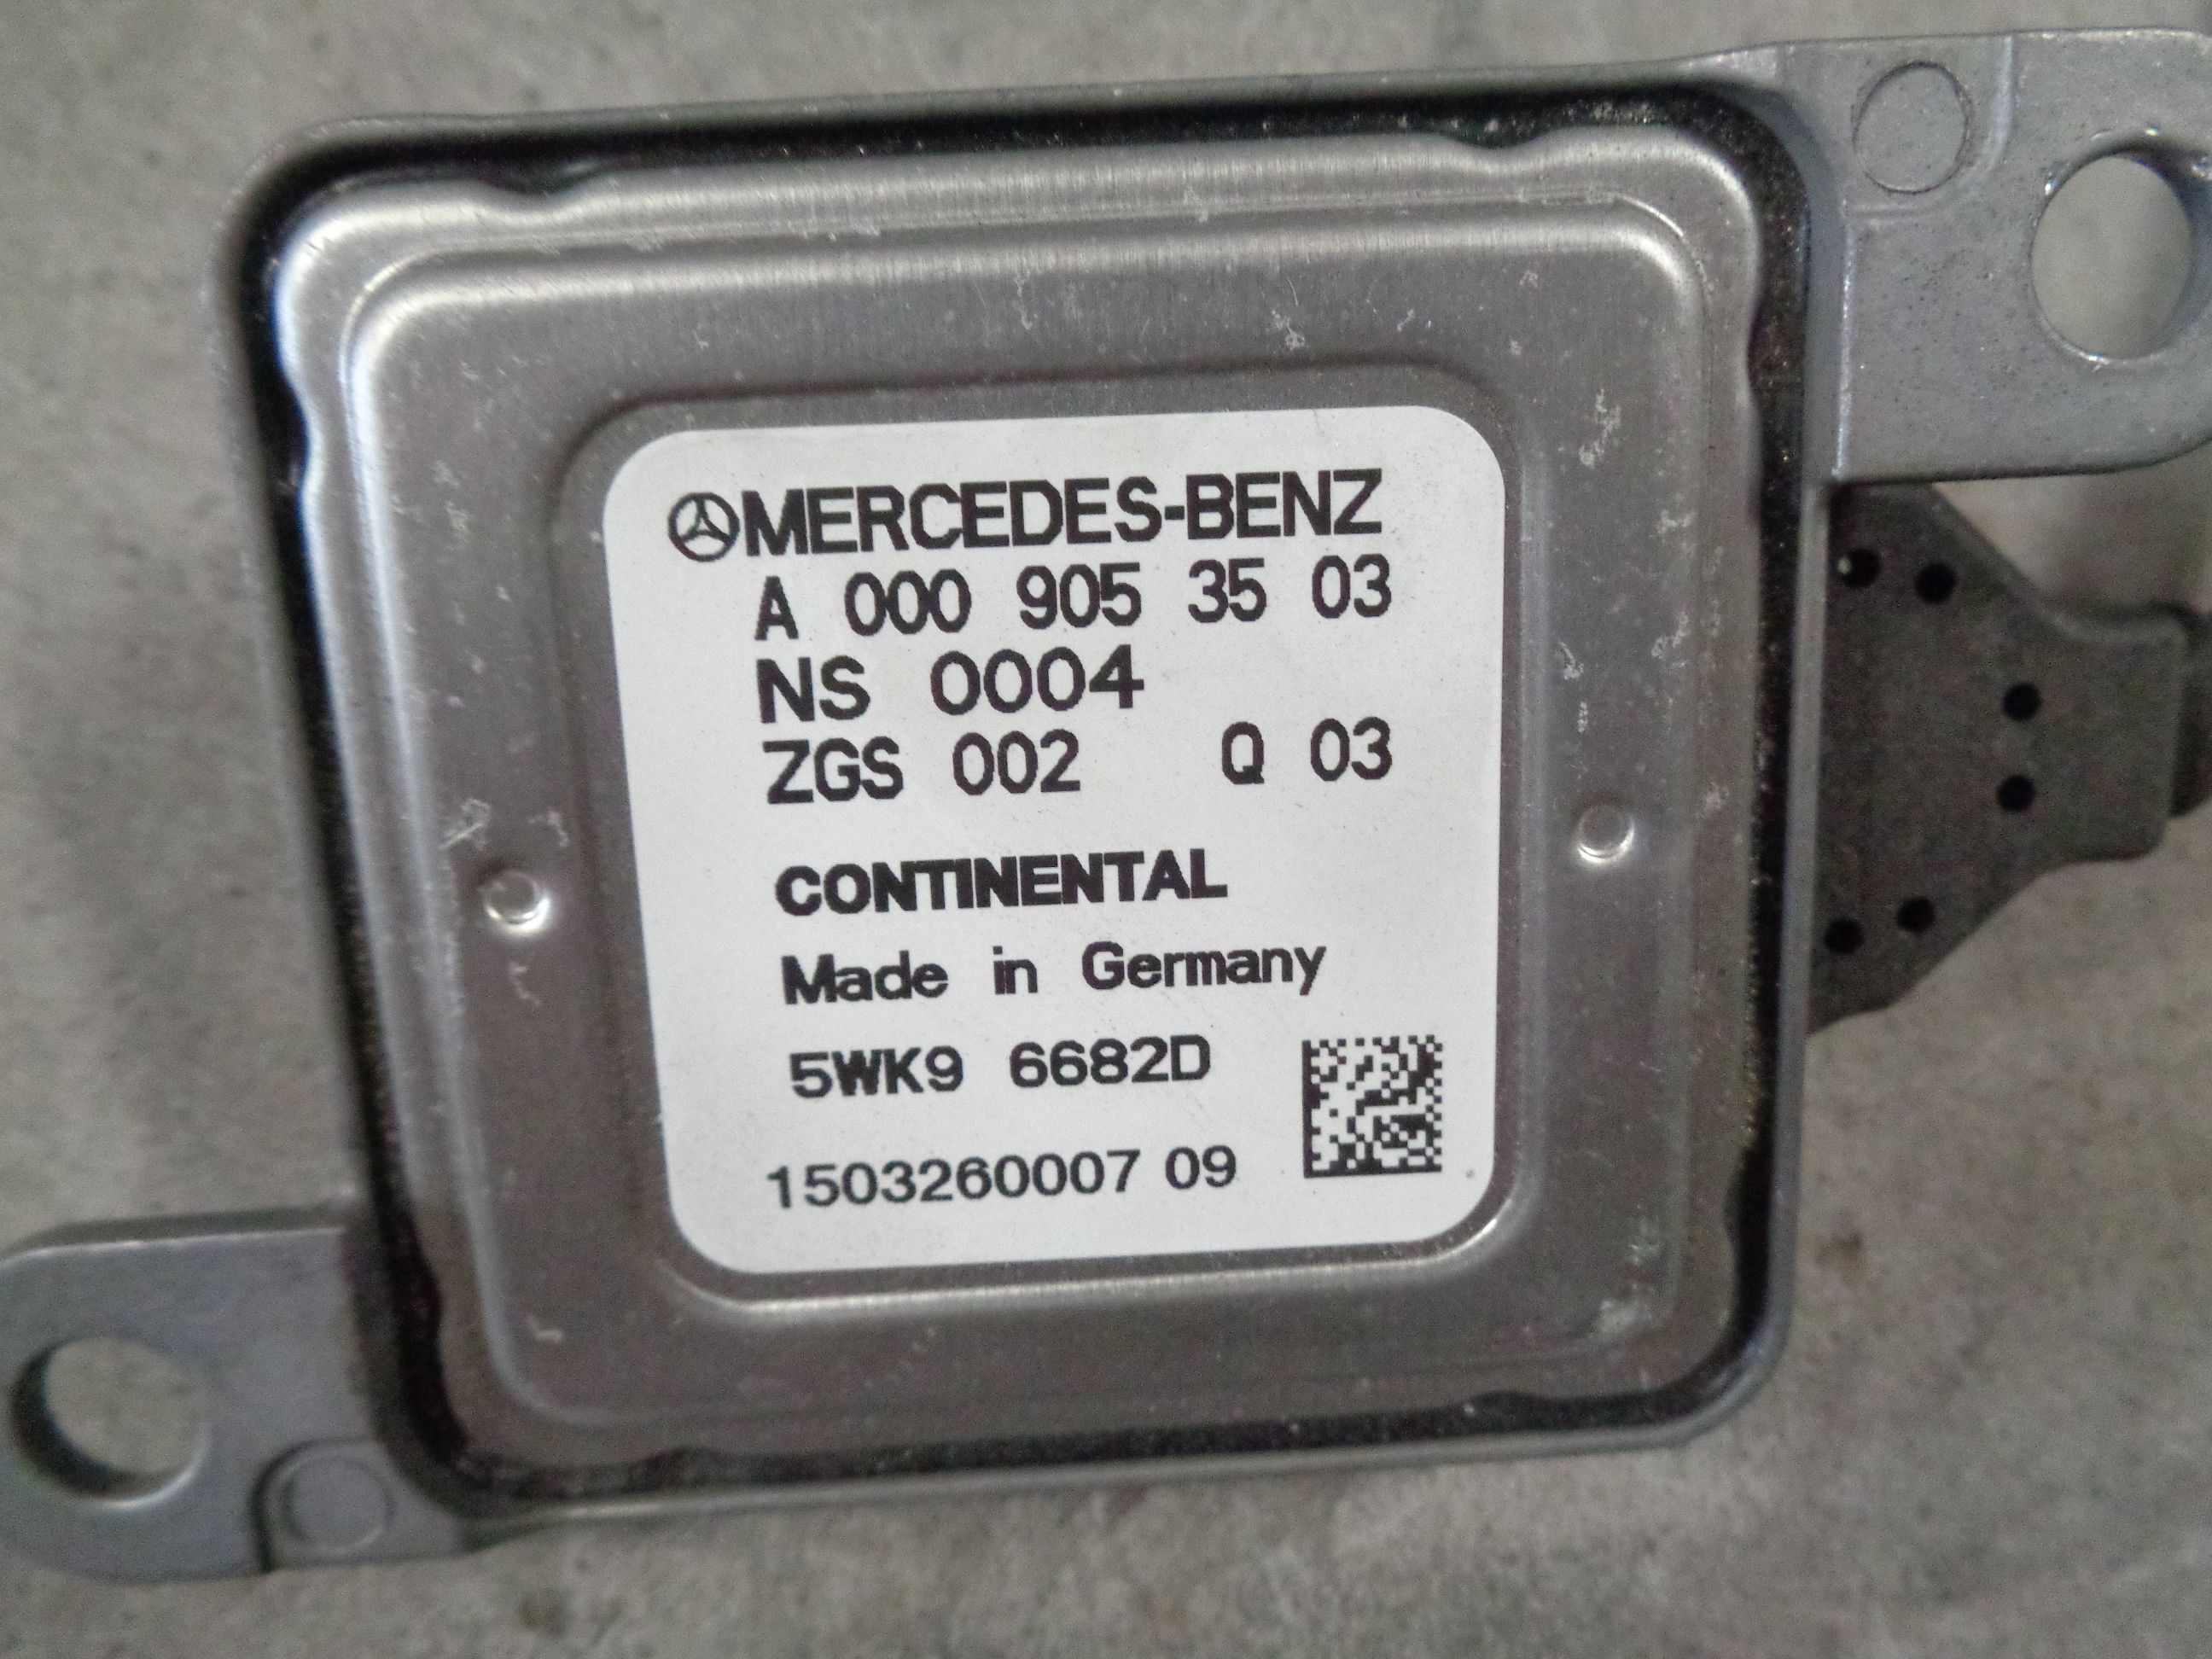 MERCEDES-BENZ
A 000 905 35 03
NS 0004
ZGS 002 Q 03
CONTINENTAL
Made in Germany
5WK9 6682D
1503260007 09